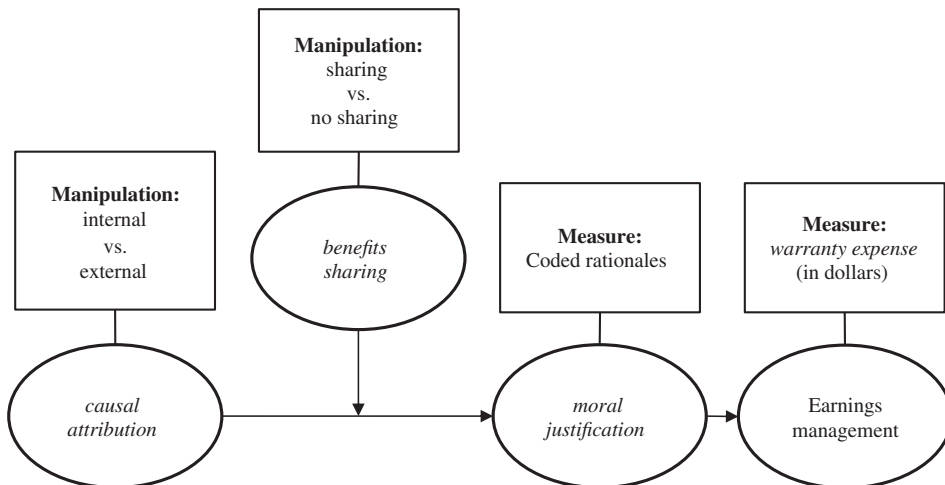 Manipulation:
sharing
vs.
no sharing
Manipulation:
internal
vs.
external
benefits
sharing
Measure:
Coded rationales
Measure:
warranty expense
(in dollars)
causal
attribution
moral
justification
Earnings
management